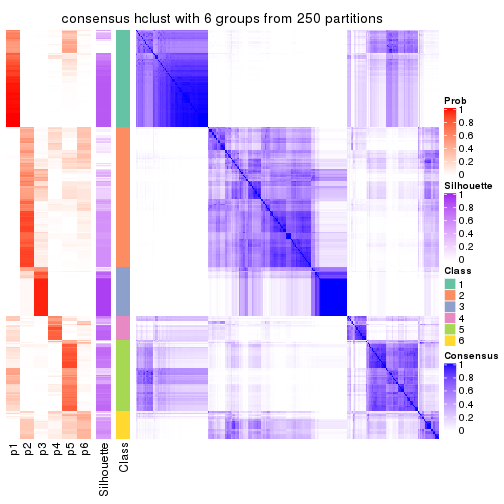 consensus hclust with 6 groups from 250 partitions
Prob
1
0.8
0.6
0.4
0.2
0
Silhouette
1
0.8
0.6
0.4
0.2
0
Class
1
2
3
4
5
6
Consensus
1
0.8
0.6
0.4
0.2
0
p1
p2
p3
p4
p5
p6
Silhouette
Class